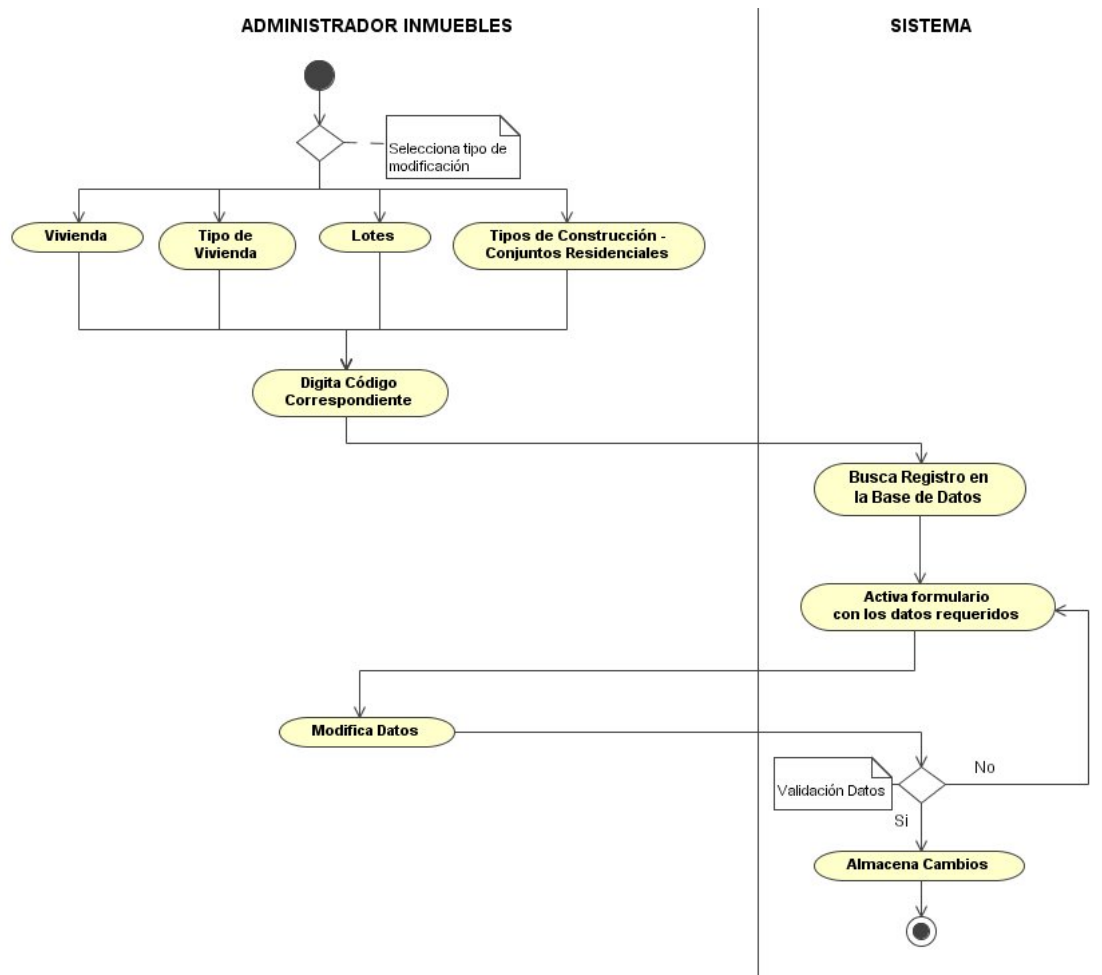 ADMINISTRADOR INMUEBLES
SISTEMA
Selecciona tipo de
modificación
Vivienda
Tipo de
Vivienda
Lotes
Tipos de Construcción -
Conjuntos Residenciales
Digita Código
Correspondiente
Busca Registro en
la Base de Datos
Activa formulario
con los datos requeridos
Modifica Datos
Validación Datos
No
Si
Almacena Cambios